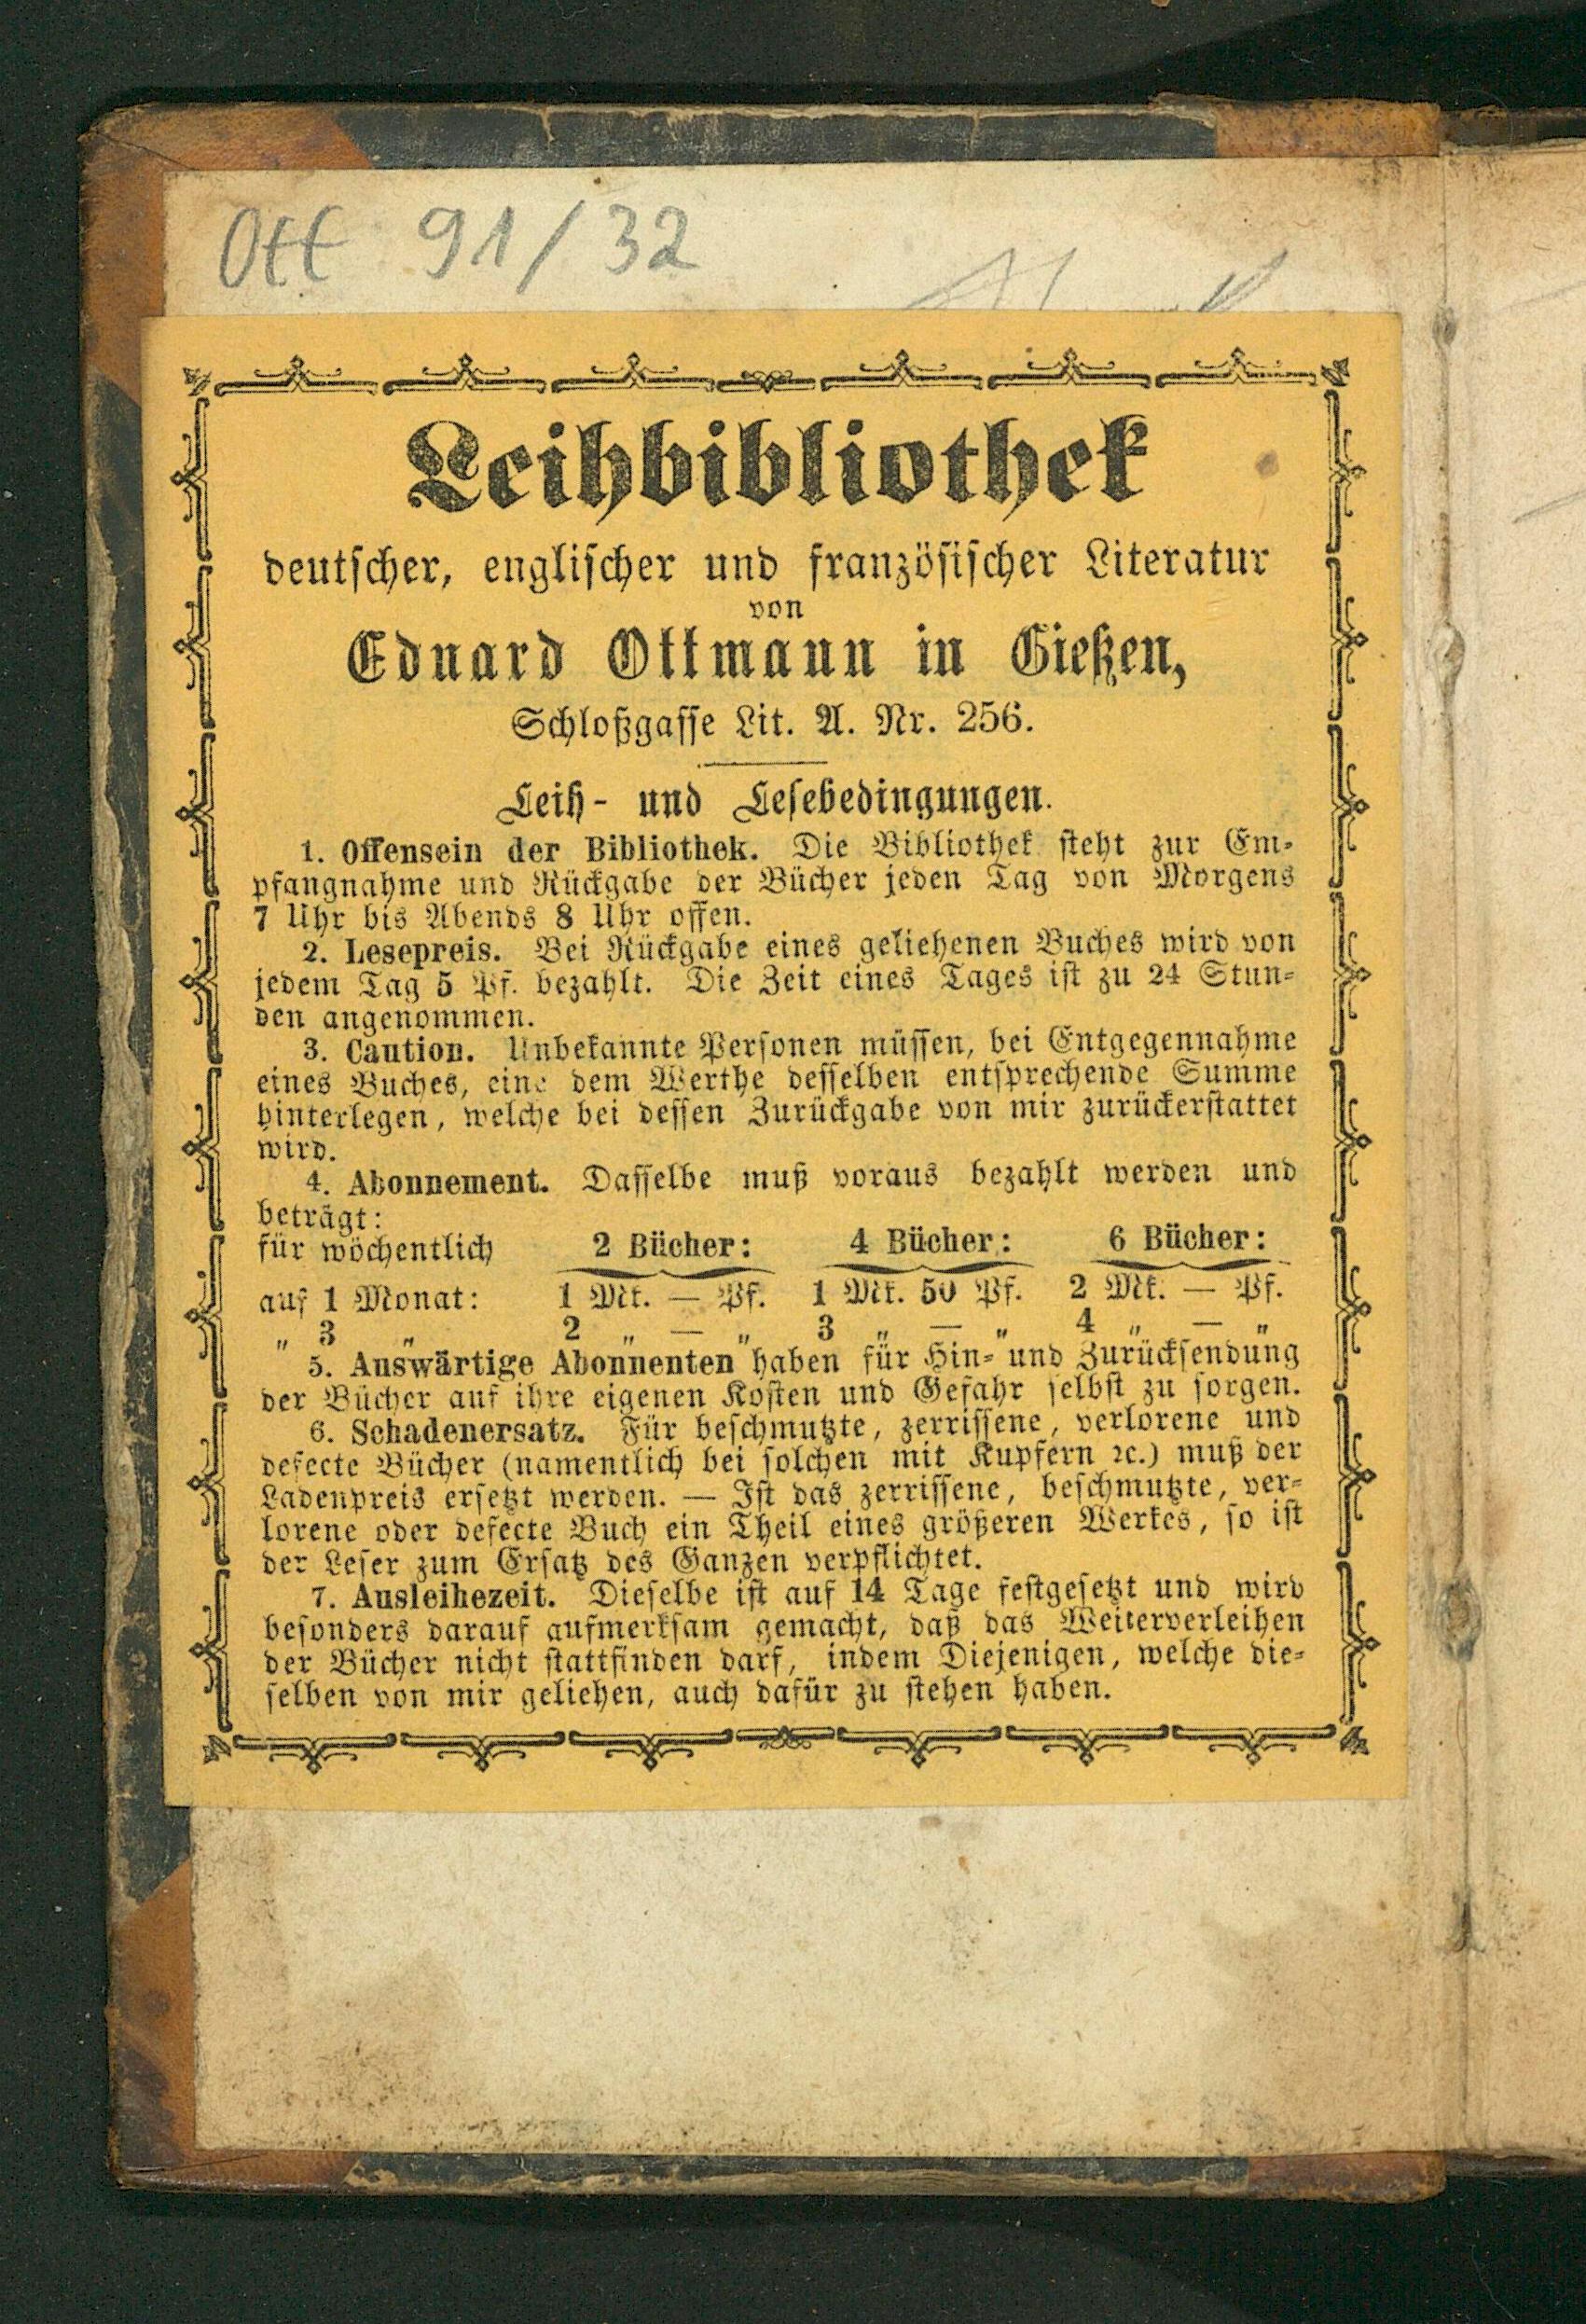 Ott 91/32
Leihbibliothek
deutscher, englischer und französischer Literatur
von
Eduard Ottmann in Gießen,
Schloßgasse Lit. A. Nr. 256.
Leih- und Lesebedingungen.
1. Offensein der Bibliothek. Die Bibliothek steht zur Em-
pfangnahme und Rückgabe der Bücher jeden Tag von Morgens
7 Uhr bis Abends 8 Uhr offen.
2. Lesepreis. Bei Rückgabe eines geliehenen Buches wird von
jedem Tag 5 Pf. bezahlt. Die Zeit eines Tages ist zu 24 Stun-
den angenommen.
3. Caution. Unbekannte Personen müssen, bei Entgegennahme
eines Buches, eine dem Werthe desselben entsprechende Summe
hinterlegen, welche bei dessen Zurückgabe von mir zurückerstattet
wird.
4. Abonnement. Dasselbe muß voraus bezahlt werden und
beträgt:
für wöchentlich 2 Bücher: 4 Bücher: 6 Bücher:
auf 1 Monat: 1 Mk. — Pf. 1 Mk. 50 Pf. 2 Mk. — Pf.
„ 3 „ 2 „ — „ 3 „ — „ 4 „ — „
5. Auswärtige Abonnenten haben für Hin- und Zurücksendung
der Bücher auf ihre eigenen Kosten und Gefahr selbst zu sorgen.
6. Schadenersatz. Für beschmutzte, zerrissene, verlorene und
defecte Bücher (namentlich bei solchen mit Kupfern ꝛc.) muß der
Ladenpreis ersetzt werden. — Ist das zerrissene, beschmutzte, ver-
lorene oder defecte Buch ein Theil eines größeren Werkes, so ist
der Leser zum Ersatz des Ganzen verpflichtet.
7. Ausleihezeit. Dieselbe ist auf 14 Tage festgesetzt und wird
besonders darauf aufmerksam gemacht, daß das Weiterverleihen
der Bücher nicht stattfinden darf, indem Diejenigen, welche die-
selben von mir geliehen, auch dafür zu stehen haben.